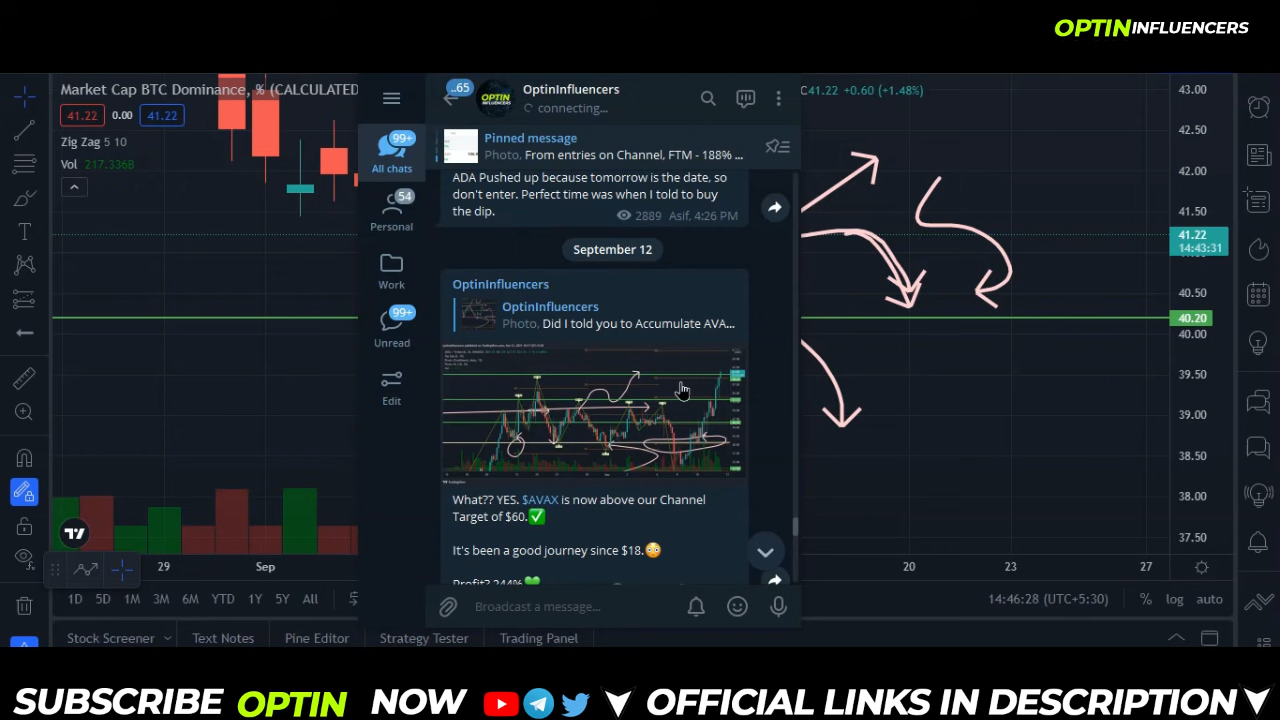 OPTININFLUENCERS
Market Cap BTC Dominance, % (CALCULATED
41.22 0.00 41.22
Zig Zag 5 10
Vol 217.336B
C41.22 +0.60 (+1.48%)
..65
OPTIN
INFLUENCERS
OptinInfluencers
connecting...
99+
All chats
54
Personal
Work
99+
Unread
Edit
Pinned message
Photo, From entries on Channel, FTM - 188% ...
ADA Pushed up because tomorrow is the date, so
don't enter. Perfect time was when I told to buy
the dip.
2889 Asif, 4:26 PM
September 12
OptinInfluencers
OptinInfluencers
Photo, Did I told you to Accumulate AVA...
What?? YES. $AVAX is now above our Channel
Target of $60.✅
It's been a good journey since $18.😳
Profit? 244%💚
Broadcast a message...
43.00
42.50
42.00
41.50
41.22
14:43:31
40.50
40.20
40.00
39.50
39.00
38.50
38.00
37.50
29 Sep 20 23 27
1D 5D 1M 3M 6M YTD 1Y 5Y All
14:46:28 (UTC+5:30) % log auto
Stock Screener Text Notes Pine Editor Strategy Tester Trading Panel
SUBSCRIBE OPTIN NOW OFFICIAL LINKS IN DESCRIPTION